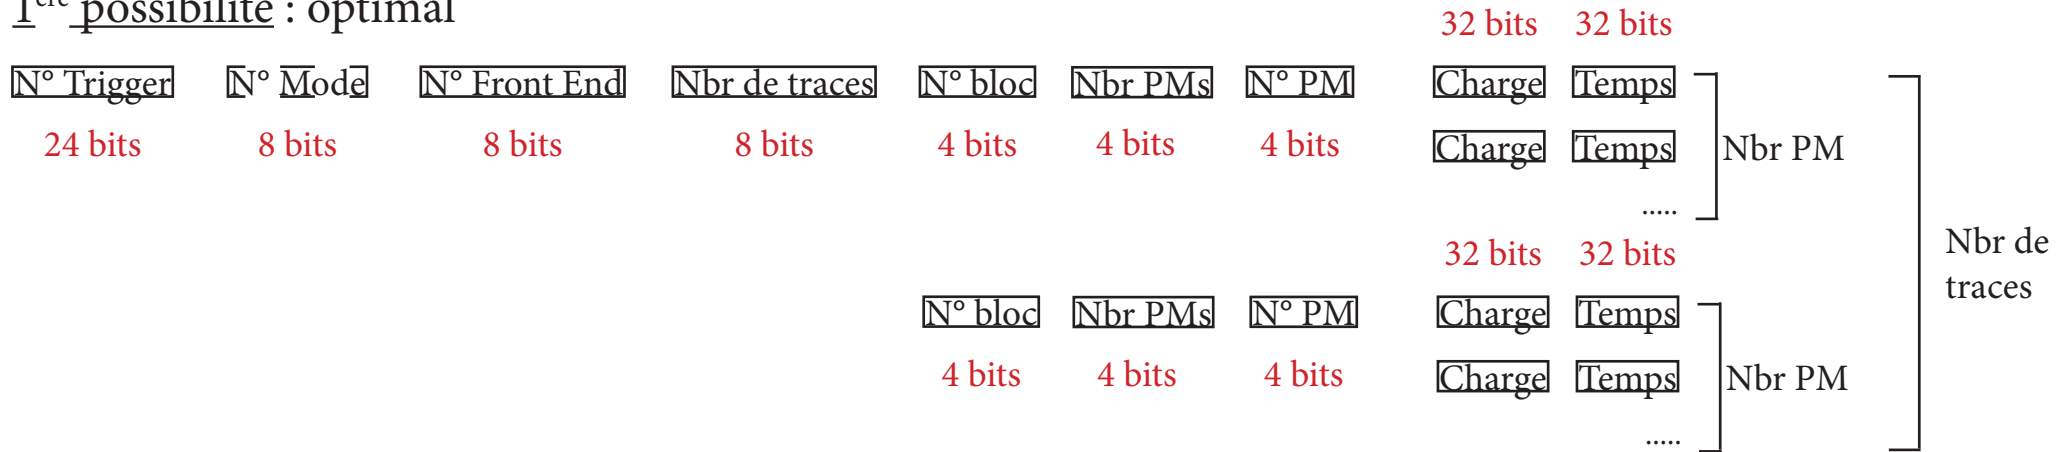 1ère possibilité : optimal
32 bits 32 bits
N° Trigger N° Mode N° Front End Nbr de traces N° bloc Nbr PMs N° PM Charge Temps
24 bits 8 bits 8 bits 8 bits 4 bits 4 bits 4 bits Charge Temps Nbr PM
.....
32 bits 32 bits
Nbr de
traces
N° bloc Nbr PMs N° PM Charge Temps
4 bits 4 bits 4 bits Charge Temps Nbr PM
.....